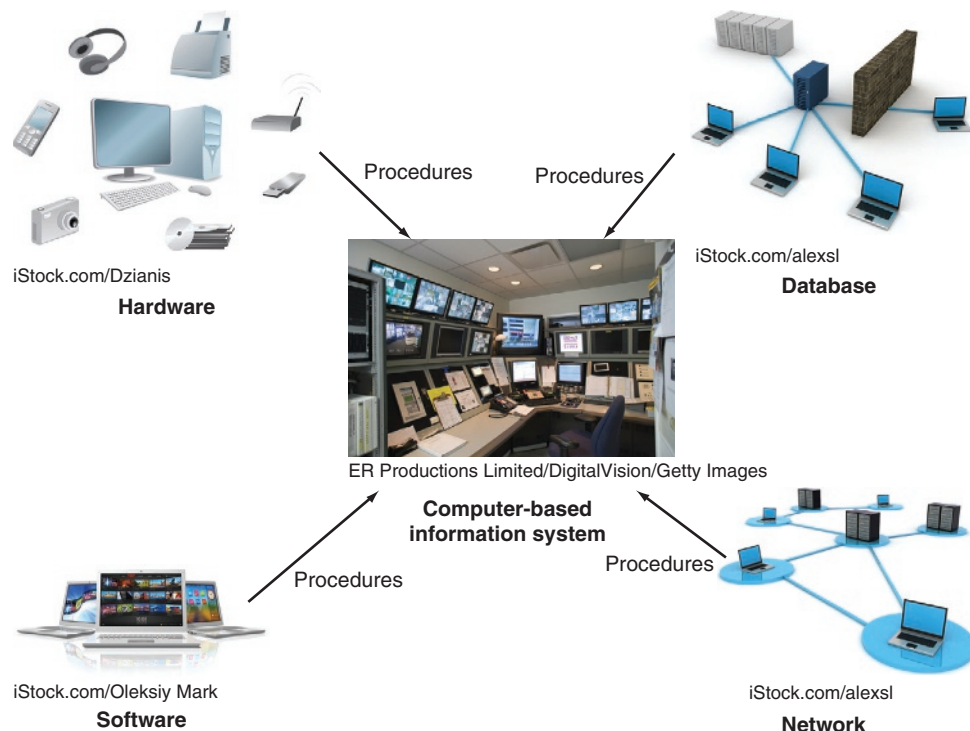 Procedures
Procedures
iStock.com/Dzianis
Hardware
iStock.com/alexsl
Database
ER Productions Limited/DigitalVision/Getty Images
Computer-based
information system
Procedures
Procedures
iStock.com/Oleksiy Mark
Software
iStock.com/alexsl
Network